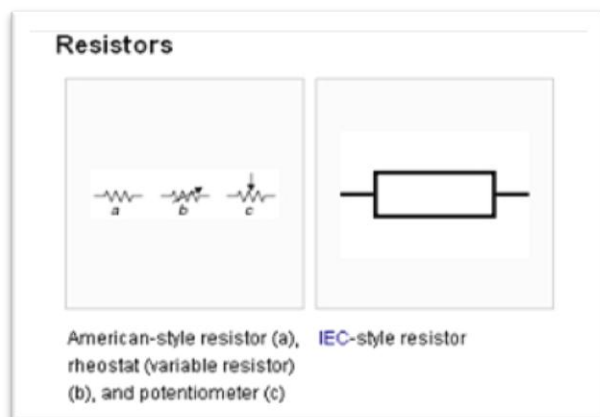 Resistors
a b c
American-style resistor (a),
rheostat (variable resistor)
(b), and potentiometer (c)
IEC-style resistor